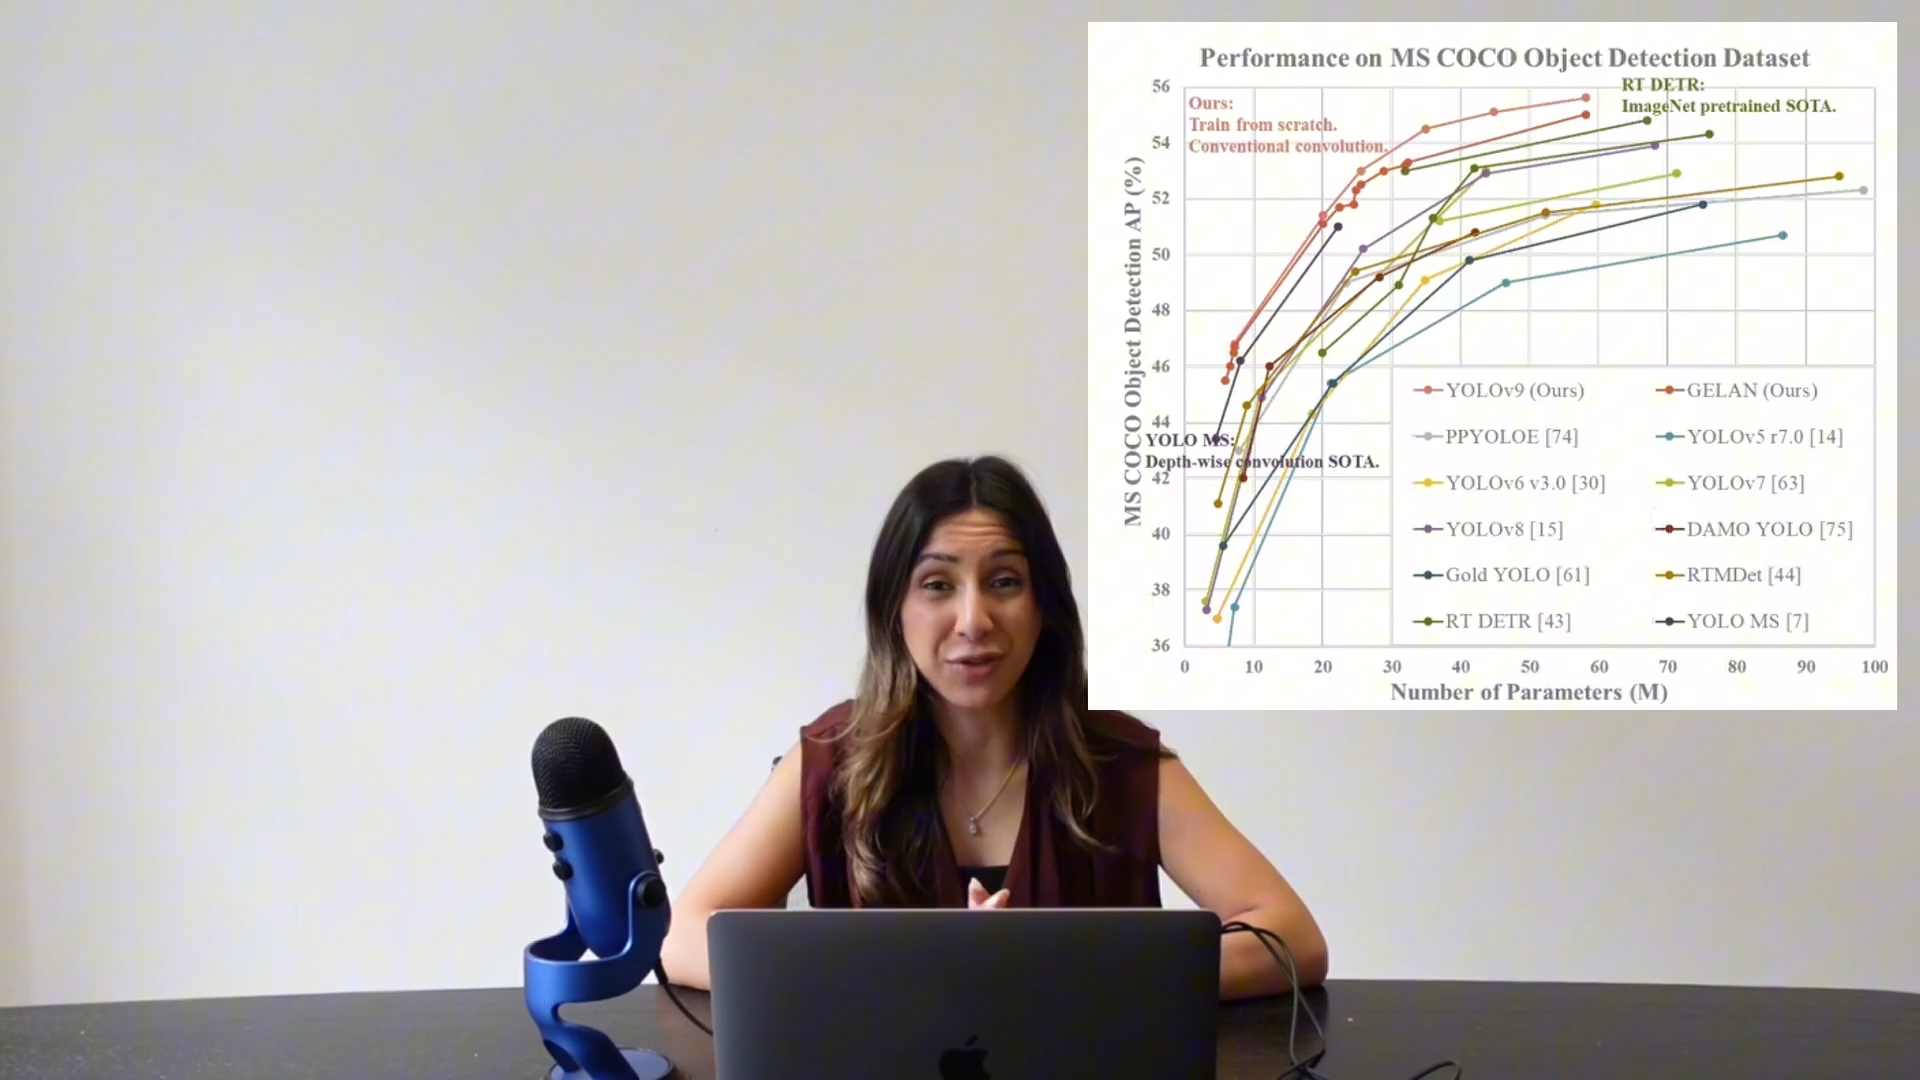 Performance on MS COCO Object Detection Dataset
RT DETR:
ImageNet pretrained SOTA.
Ours:
Train from scratch.
Conventional convolution.
MS COCO Object Detection AP (%)
56
54
52
50
48
46
44
42
40
38
36
YOLO MS:
Depth-wise convolution SOTA.
YOLOv9 (Ours)
GELAN (Ours)
PPYOLOE [74]
YOLOv5 r7.0 [14]
YOLOv6 v3.0 [30]
YOLOv7 [63]
YOLOv8 [15]
DAMO YOLO [75]
Gold YOLO [61]
RTMDet [44]
RT DETR [43]
YOLO MS [7]
0 10 20 30 40 50 60 70 80 90 100
Number of Parameters (M)